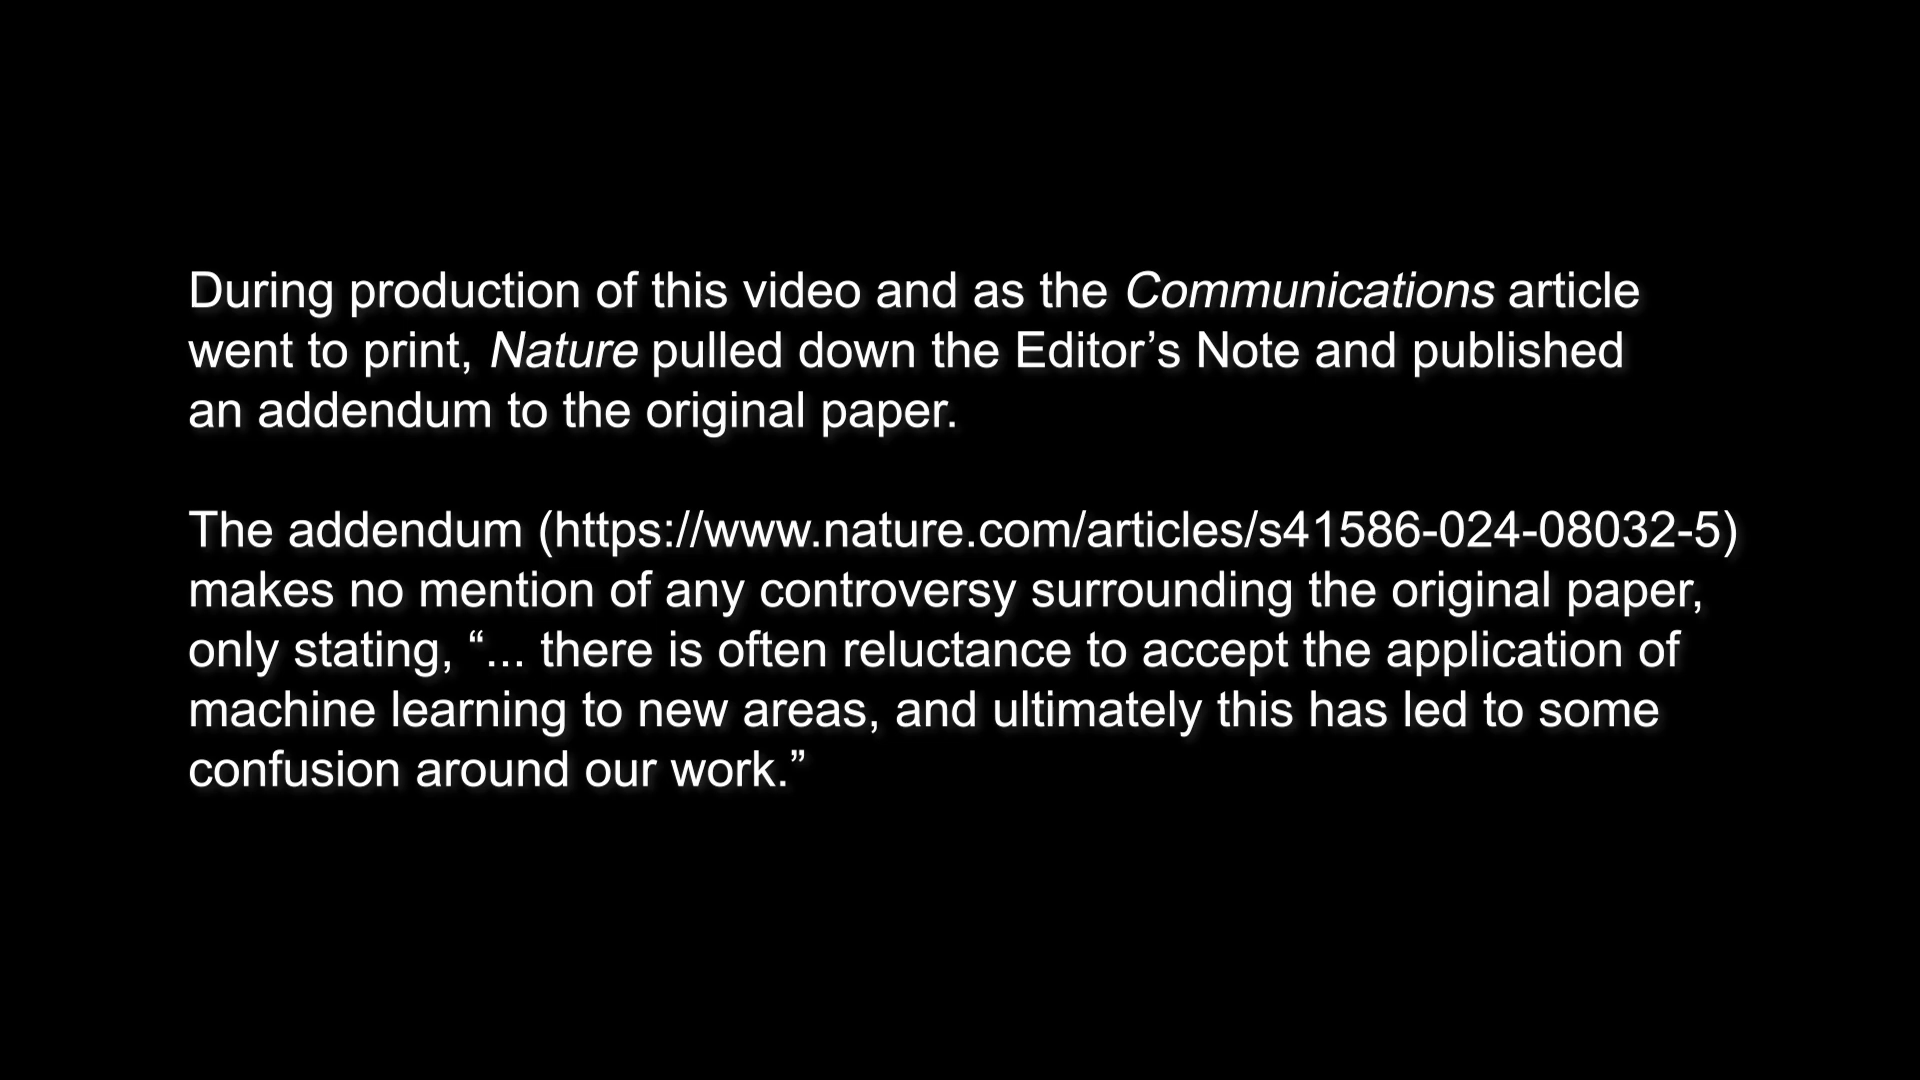 During production of this video and as the Communications article
went to print, Nature pulled down the Editor’s Note and published
an addendum to the original paper.
The addendum (https://www.nature.com/articles/s41586-024-08032-5)
makes no mention of any controversy surrounding the original paper,
only stating, “... there is often reluctance to accept the application of
machine learning to new areas, and ultimately this has led to some
confusion around our work.”